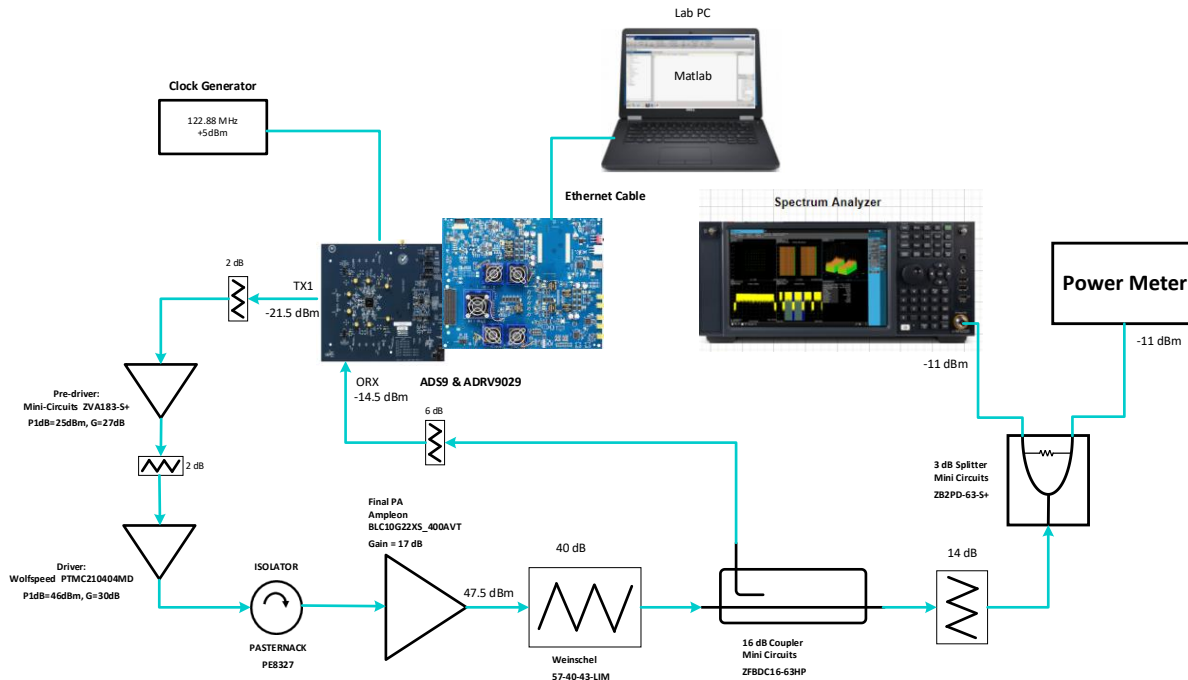 Lab PC
Matlab
Clock Generator
122.88 MHz
+5dBm
Ethernet Cable
Spectrum Analyzer
2 dB
TX1
-21.5 dBm
Power Meter
-11 dBm
-11 dBm
ORX
-14.5 dBm
ADS9 & ADRV9029
Pre-driver:
Mini-Circuits ZVA183-S+
P1dB=25dBm, G=27dB
6 dB
2 dB
3 dB Splitter
Mini Circuits
ZB2PD-63-S+
Final PA
Ampleon
BLC10G22XS_400AVT
Gain = 17 dB
Driver:
Wolfspeed PTMC210404MD
P1dB=46dBm, G=30dB
ISOLATOR
PASTERNACK
PE8327
47.5 dBm
40 dB
Weinschel
57-40-43-LIM
16 dB Coupler
Mini Circuits
ZFBDC16-63HP
14 dB